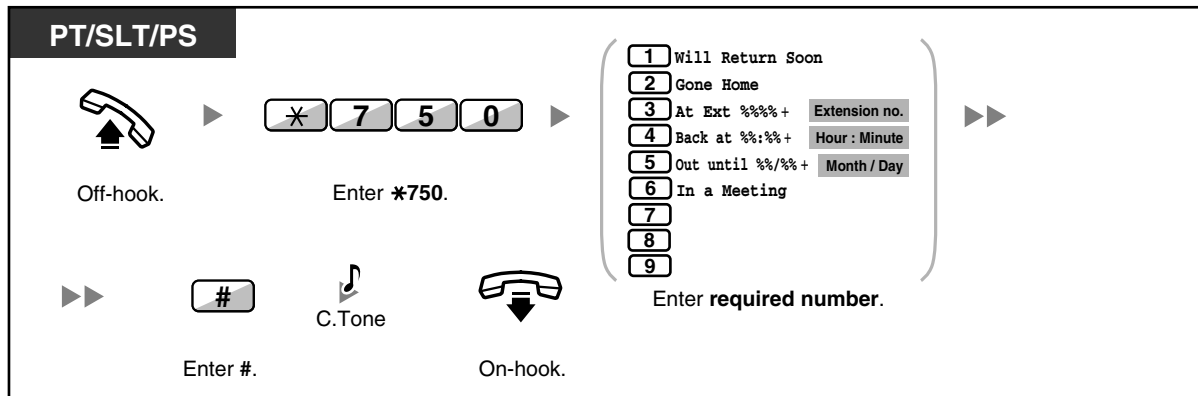 PT/SLT/PS
1 Will Return Soon
2 Gone Home
3 At Ext %%%%+ Extension no.
4 Back at %%:%%+ Hour : Minute
5 Out until %%/%%+ Month / Day
6 In a Meeting
7
8
9
* 7 5 0
Off-hook.
Enter *750.
Enter required number.
#
C.Tone
Enter #.
On-hook.